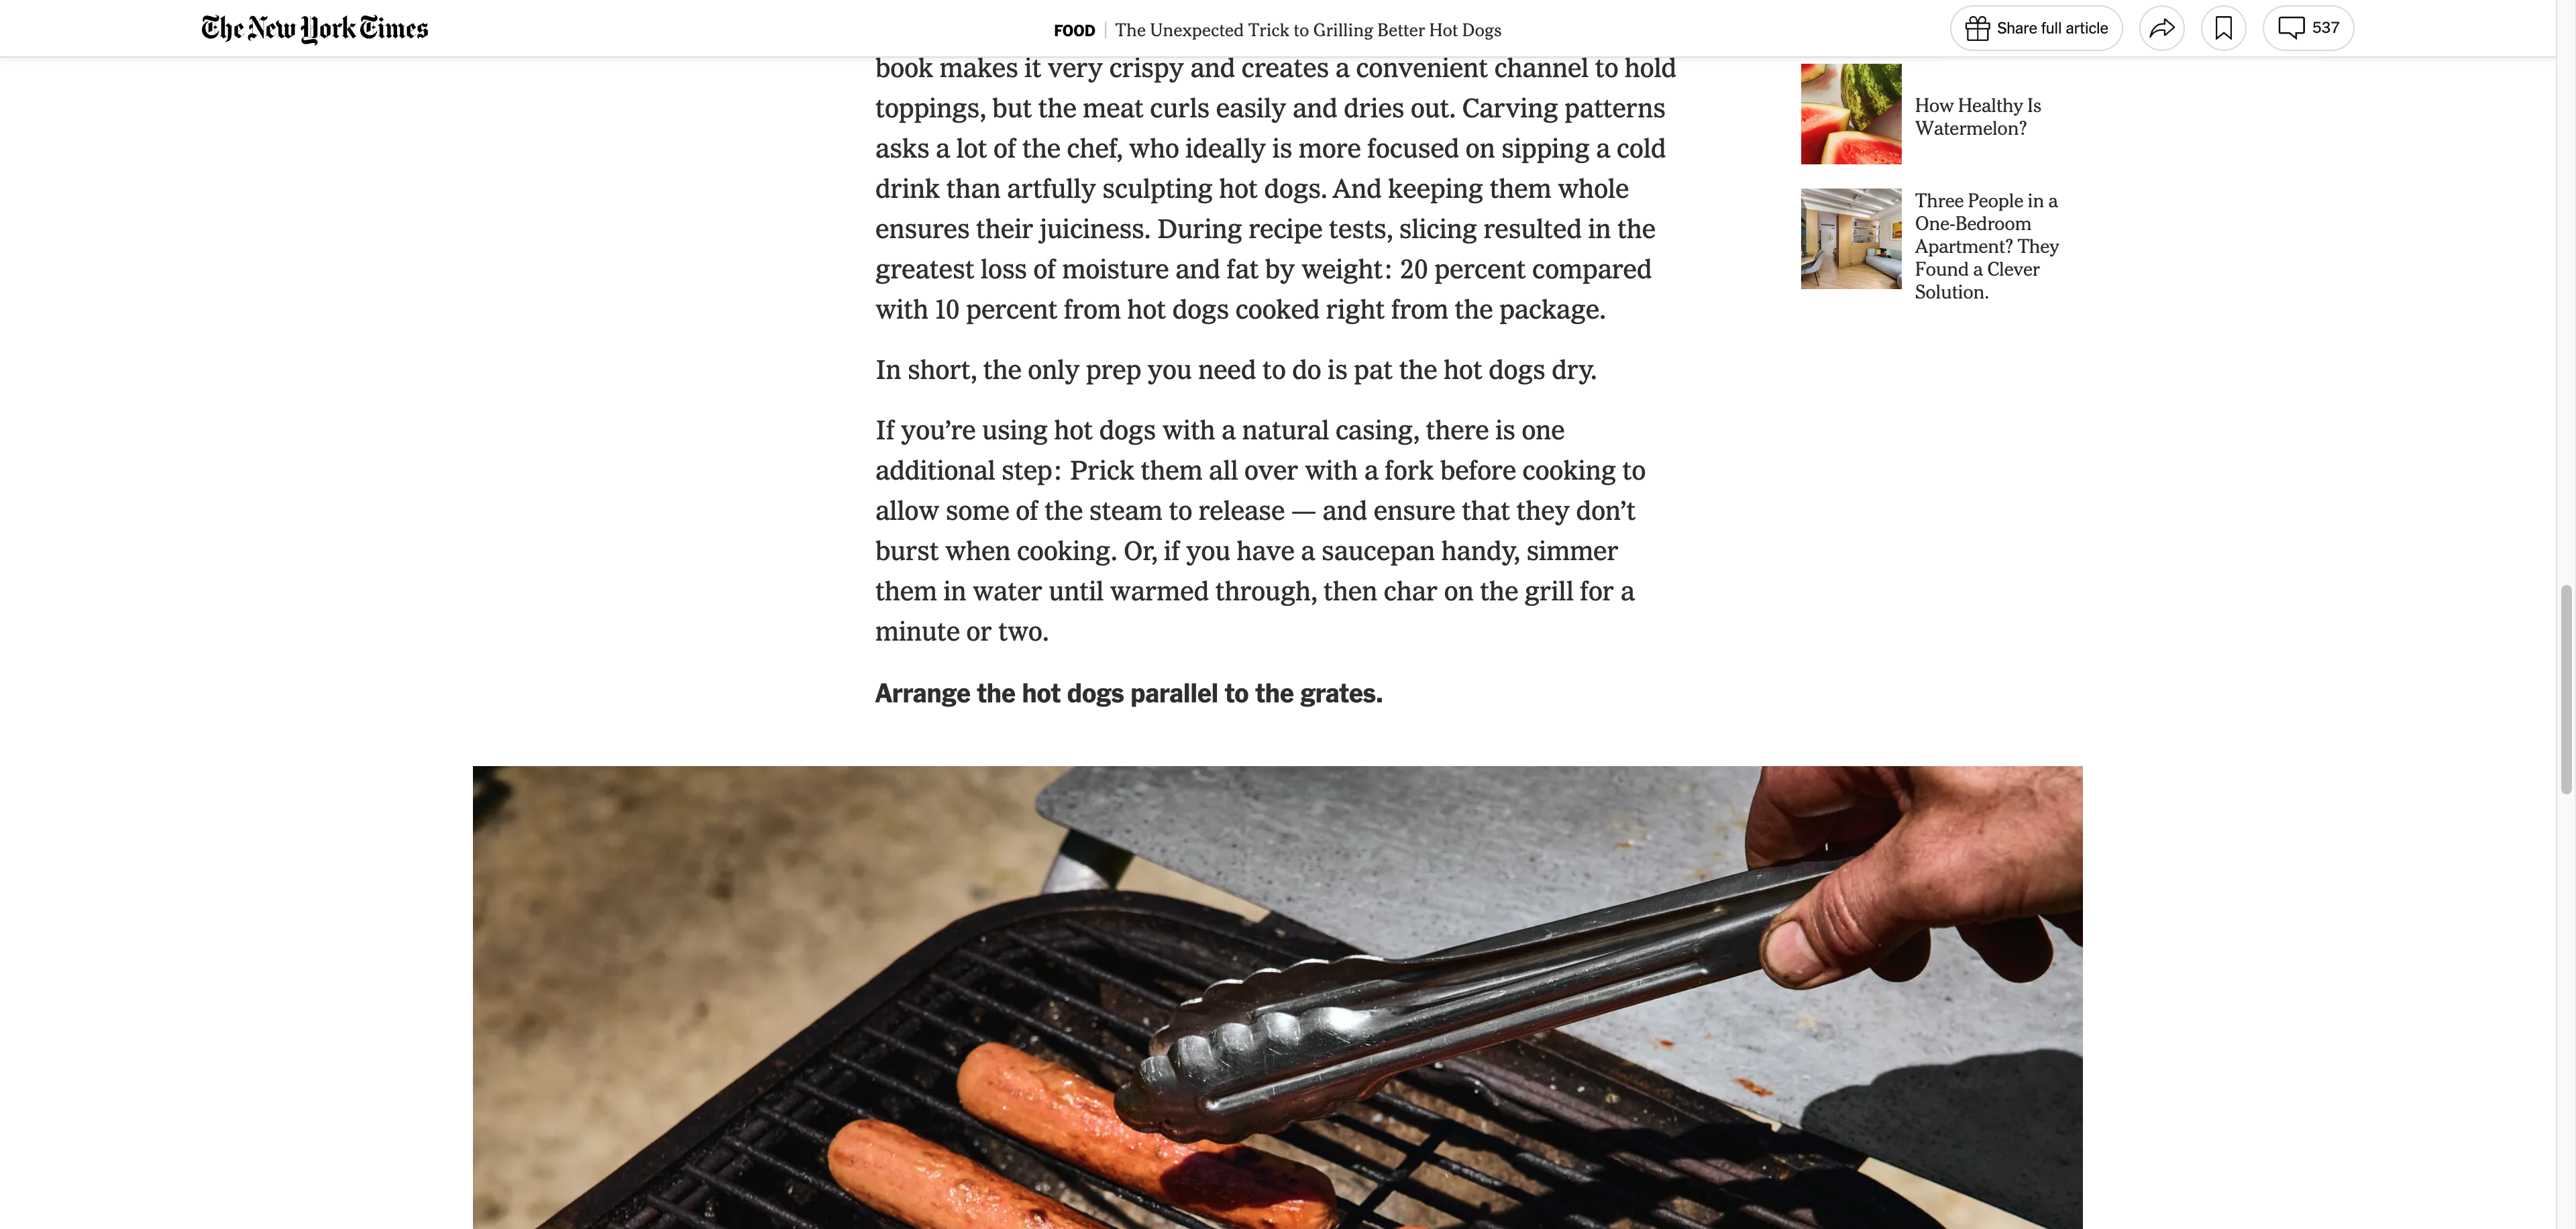 The New York Times
FOOD | The Unexpected Trick to Grilling Better Hot Dogs
Share full article
537
book makes it very crispy and creates a convenient channel to hold
toppings, but the meat curls easily and dries out. Carving patterns
asks a lot of the chef, who ideally is more focused on sipping a cold
drink than artfully sculpting hot dogs. And keeping them whole
ensures their juiciness. During recipe tests, slicing resulted in the
greatest loss of moisture and fat by weight: 20 percent compared
with 10 percent from hot dogs cooked right from the package.
In short, the only prep you need to do is pat the hot dogs dry.
If you’re using hot dogs with a natural casing, there is one
additional step: Prick them all over with a fork before cooking to
allow some of the steam to release — and ensure that they don’t
burst when cooking. Or, if you have a saucepan handy, simmer
them in water until warmed through, then char on the grill for a
minute or two.
Arrange the hot dogs parallel to the grates.
How Healthy Is
Watermelon?
Three People in a
One-Bedroom
Apartment? They
Found a Clever
Solution.